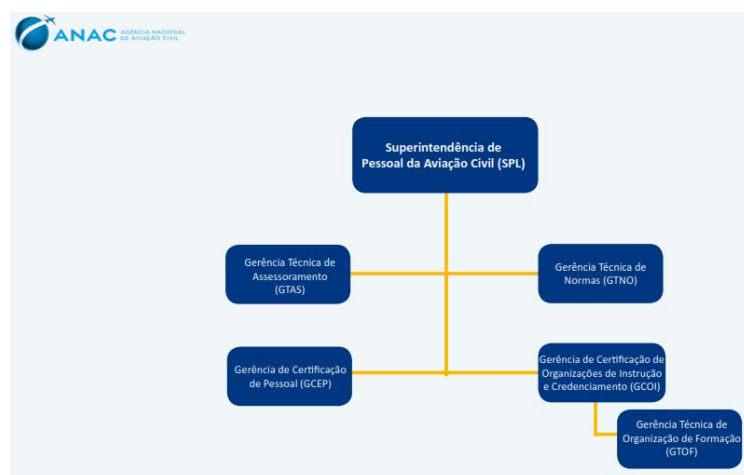 ANAC AGÊNCIA NACIONAL
DE AVIAÇÃO CIVIL
Superintendência de
Pessoal da Aviação Civil (SPL)
Gerência Técnica de
Assessoramento
(GTAS)
Gerência Técnica de
Normas (GTNO)
Gerência de Certificação
de Pessoal (GCEP)
Gerência de Certificação de
Organizações de Instrução
e Credenciamento (GCOI)
Gerência Técnica de
Organização de Formação
(GTOF)